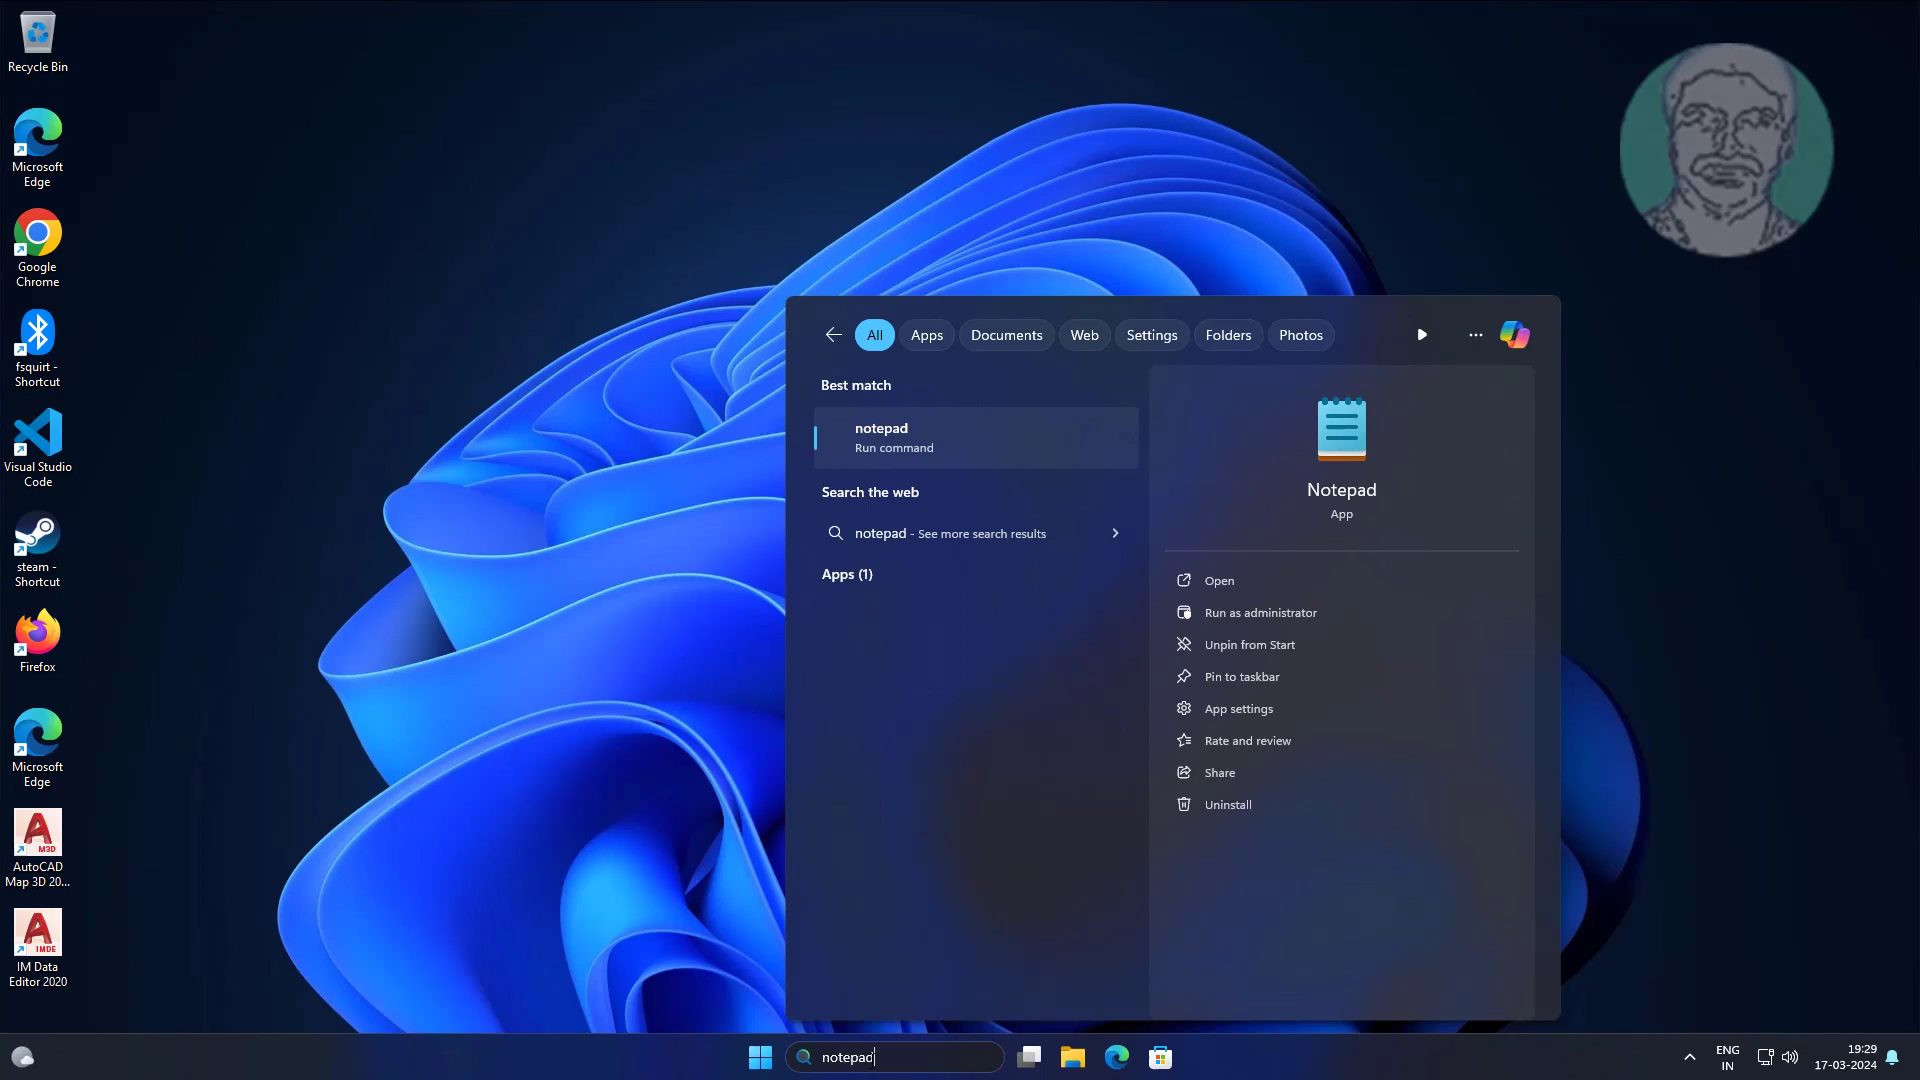 Recycle Bin
Microsoft
Edge
Google
Chrome
fsquirt -
Shortcut
Visual Studio
Code
steam -
Shortcut
Firefox
Microsoft
Edge
M3D
AutoCAD
Map 3D 20...
IMDE
IM Data
Editor 2020
All
Apps
Documents
Web
Settings
Folders
Photos
Best match
notepad
Run command
Search the web
notepad - See more search results
Apps (1)
Notepad
App
Open
Run as administrator
Unpin from Start
Pin to taskbar
App settings
Rate and review
Share
Uninstall
notepad
ENG
IN
19:29
17-03-2024